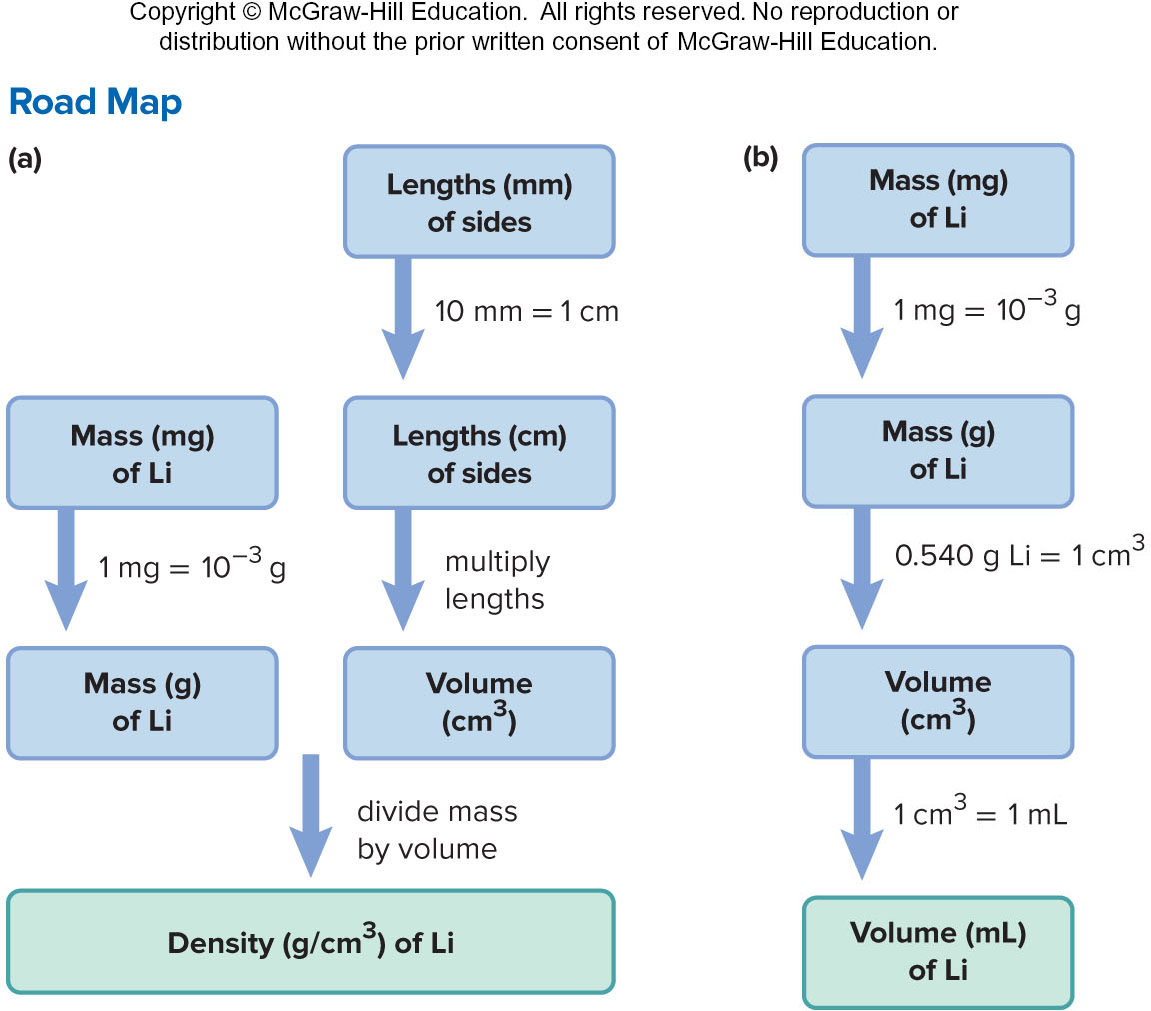 Copyright © McGraw-Hill Education. All rights reserved. No reproduction or
distribution without the prior written consent of McGraw-Hill Education.
Road Map
(a)
Lengths (mm)
of sides
10 mm = 1 cm
Mass (mg)
of Li
Lengths (cm)
of sides
1 mg = 10⁻³ g
multiply
lengths
Mass (g)
of Li
Volume
(cm³)
divide mass
by volume
Density (g/cm³) of Li
(b)
Mass (mg)
of Li
1 mg = 10⁻³ g
Mass (g)
of Li
0.540 g Li = 1 cm³
Volume
(cm³)
1 cm³ = 1 mL
Volume (mL)
of Li